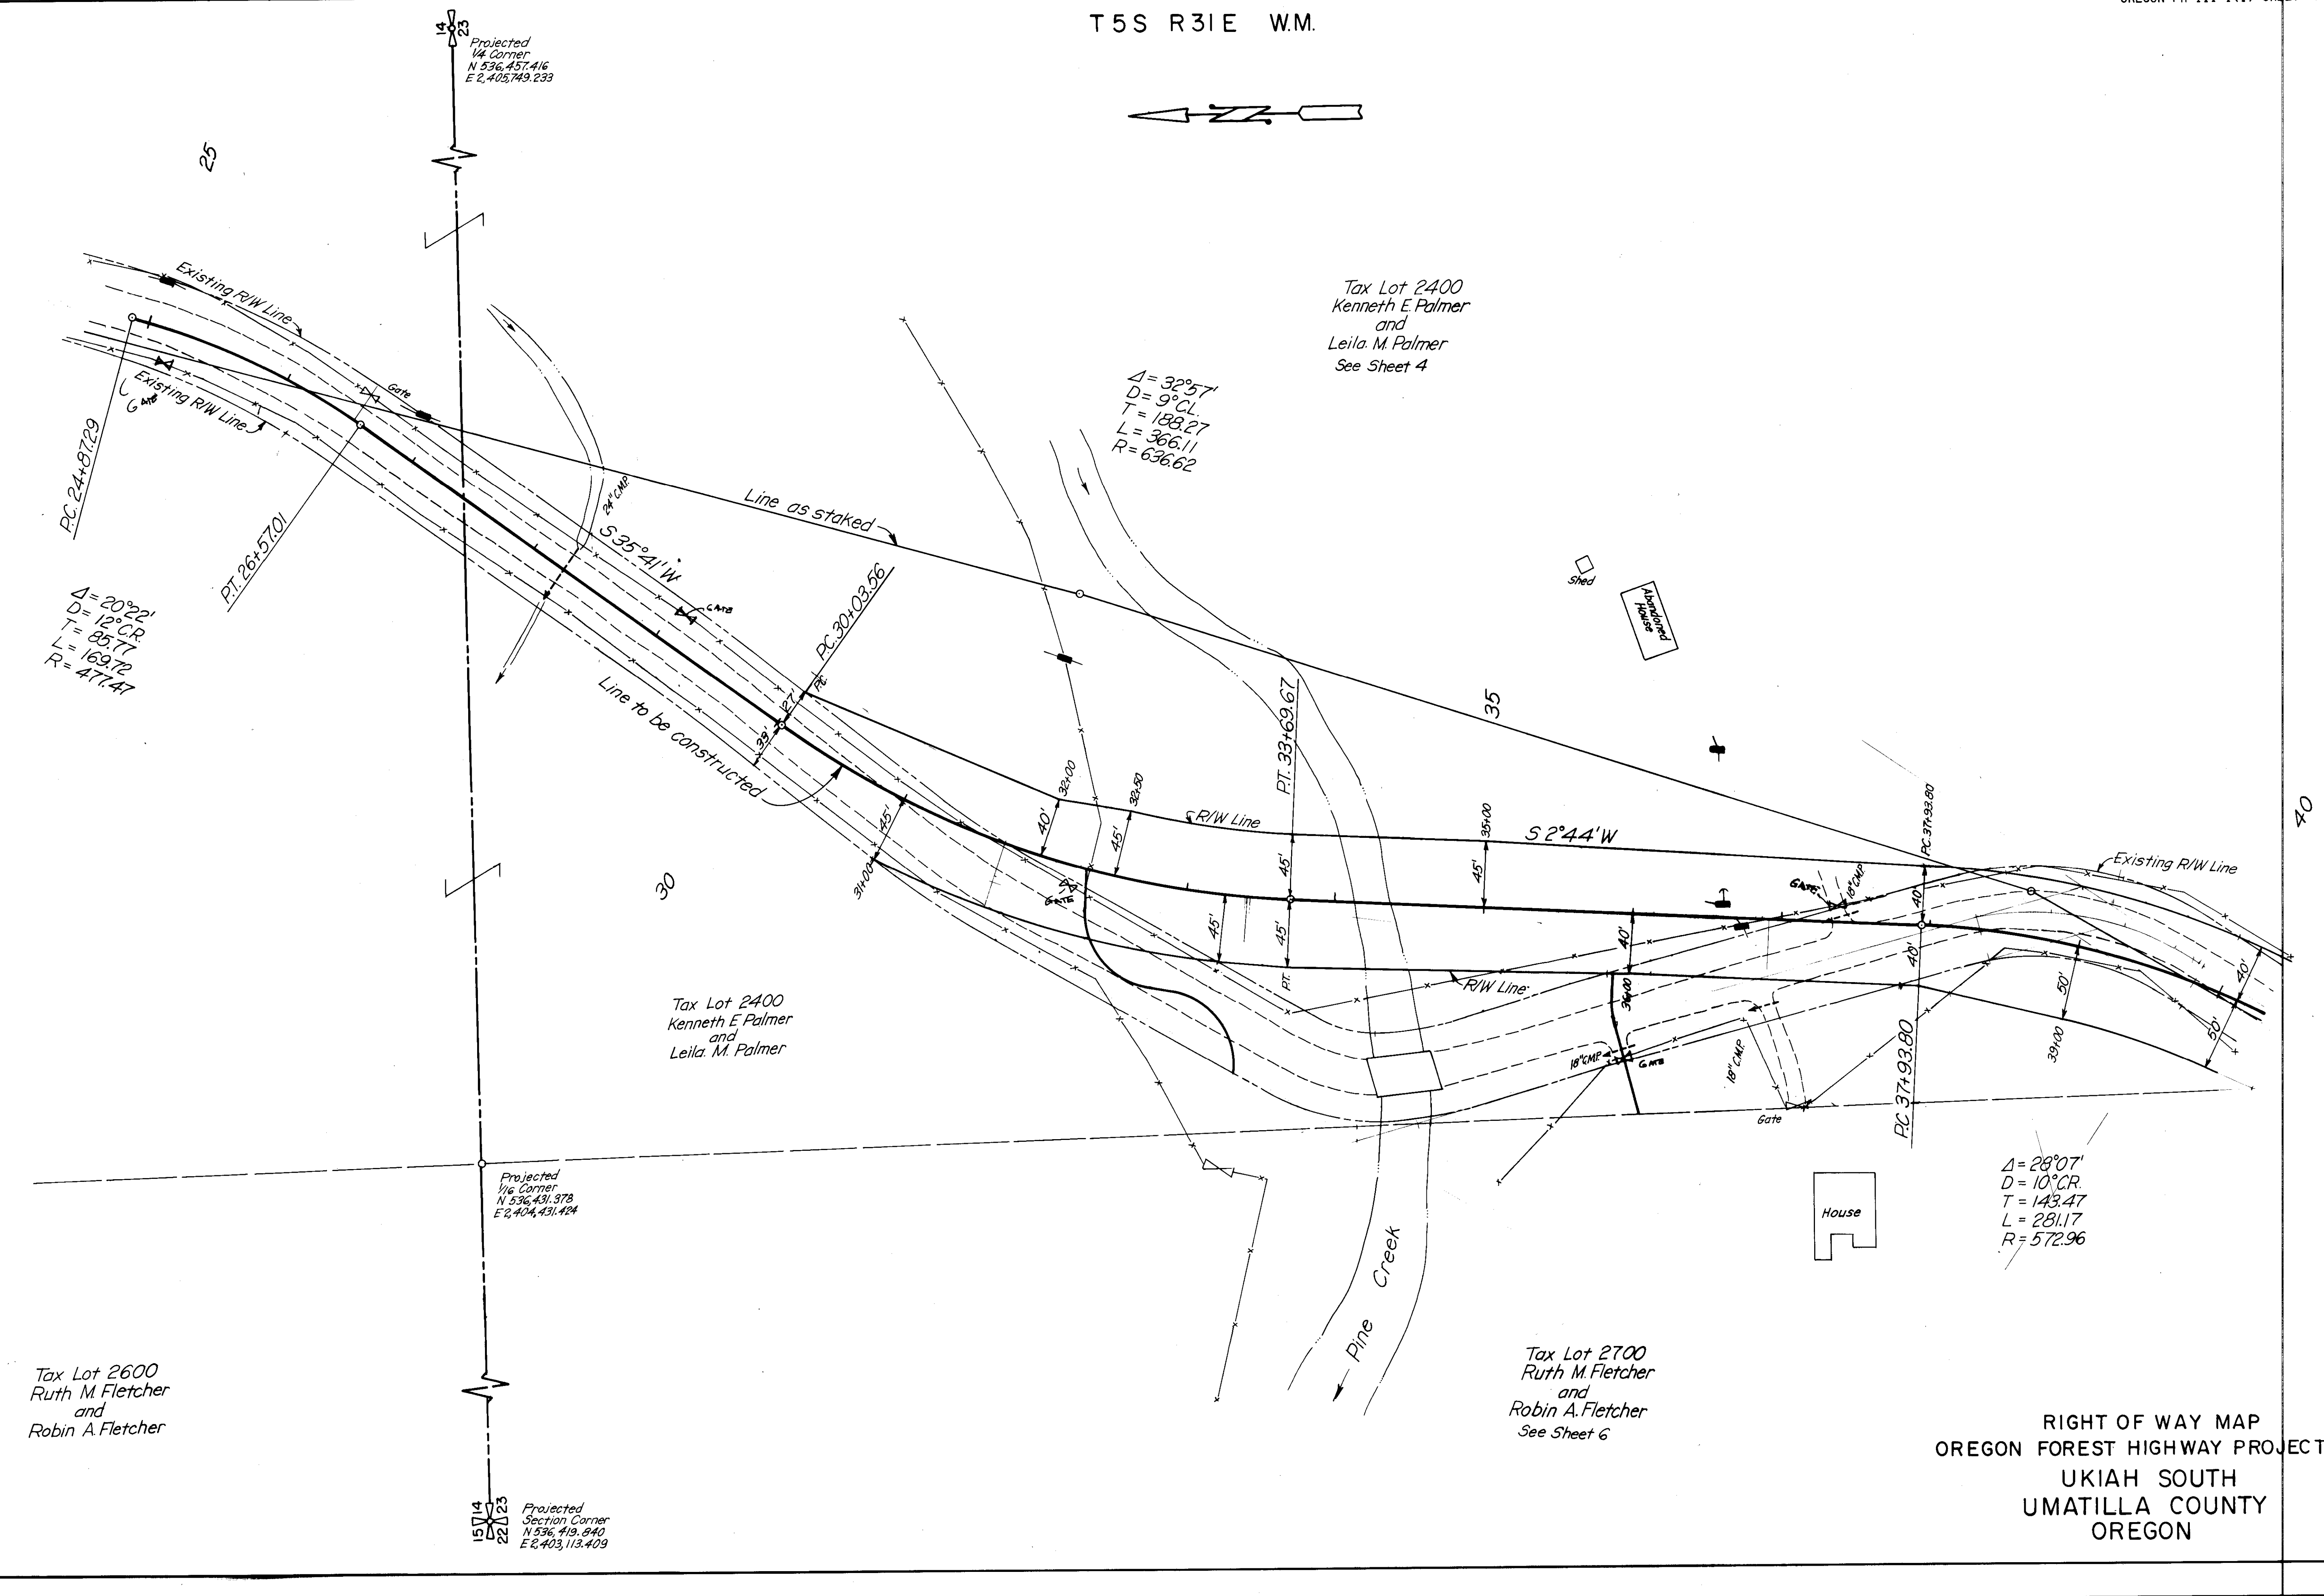 T5S R31E W.M.
14
23
Projected
1/4 Corner
N 536,457.416
E 2,405,749.233
25
Existing R/W Line
Existing R/W Line
GATE
Gate
P.C. 24+87.29
P.T. 26+57.01
Δ = 20°22'
D = 12° C.R.
T = 85.77
L = 169.72
R = 477.47
24" C.M.P.
S 35°41' W
GATE
Line as staked
Tax Lot 2400
Kenneth E. Palmer
and
Leila. M. Palmer
See Sheet 4
Δ = 32°57'
D = 9° C.L.
T = 188.27
L = 366.11
R = 636.62
Shed
Abandoned
House
P.C. 30+03.56
P.C.
27'
39'
Line to be constructed
45'
31+00
30
40'
32+00
45'
32+50
R/W Line
GATE
P.T. 33+69.67
45'
45'
45'
P.T.
35
35+00
45'
S 2°44' W
R/W Line
40'
36+00
GATE
18" C.M.P.
18" C.M.P.
GATE
18" C.M.P.
Gate
P.C. 37+93.80
40'
40'
P.C. 37+93.80
Existing R/W Line
50'
39+00
40'
50'
40
Tax Lot 2400
Kenneth E. Palmer
and
Leila. M. Palmer
Projected
1/16 Corner
N 536,431.378
E 2,404,431.424
Pine Creek
House
Δ = 28°07'
D = 10° C.R.
T = 143.47
L = 281.17
R = 572.96
Tax Lot 2600
Ruth M. Fletcher
and
Robin A. Fletcher
Tax Lot 2700
Ruth M. Fletcher
and
Robin A. Fletcher
See Sheet 6
15 14
22 23
Projected
Section Corner
N 536,419.840
E 2,403,113.409
RIGHT OF WAY MAP
OREGON FOREST HIGHWAY PROJECT
UKIAH SOUTH
UMATILLA COUNTY
OREGON